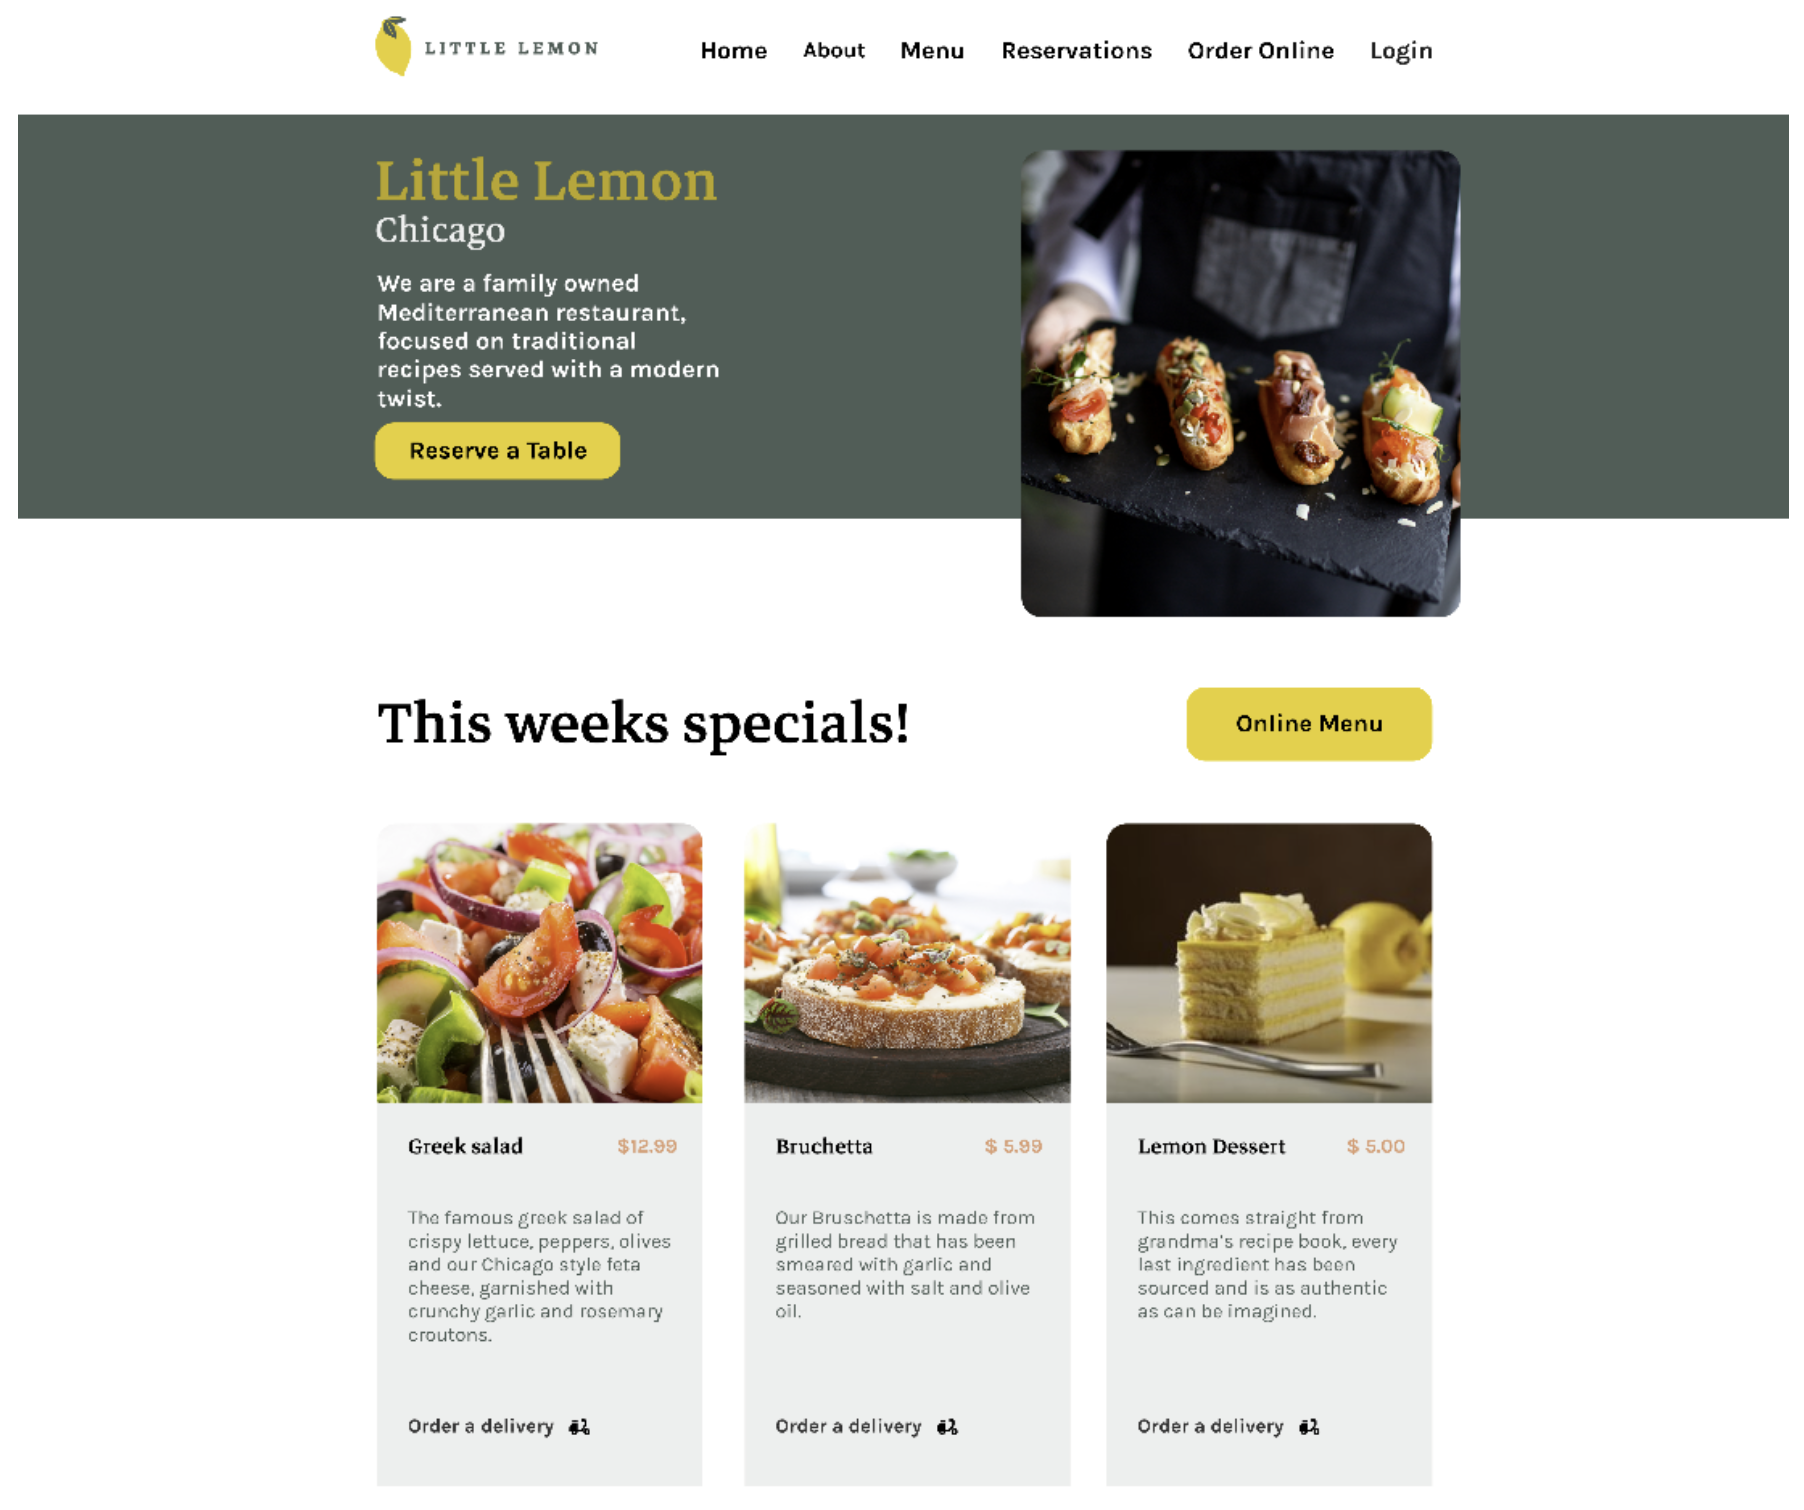 LITTLE LEMON
Home About Menu Reservations Order Online Login
Little Lemon
Chicago
We are a family owned
Mediterranean restaurant,
focused on traditional
recipes served with a modern
twist.
Reserve a Table
This weeks specials!
Online Menu
Greek salad $12.99
The famous greek salad of
crispy lettuce, peppers, olives
and our Chicago style feta
cheese, garnished with
crunchy garlic and rosemary
croutons.
Order a delivery
Bruchetta $ 5.99
Our Bruschetta is made from
grilled bread that has been
smeared with garlic and
seasoned with salt and olive
oil.
Order a delivery
Lemon Dessert $ 5.00
This comes straight from
grandma's recipe book, every
last ingredient has been
sourced and is as authentic
as can be imagined.
Order a delivery